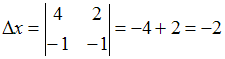 Δx = |4 2; −1 −1| = −4 + 2 = −2